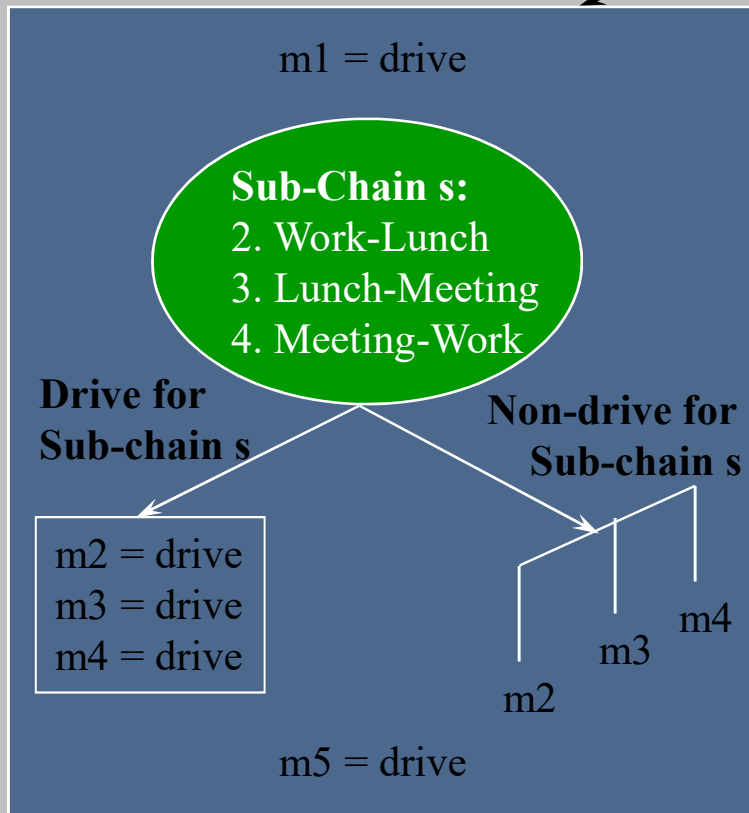 m1 = drive
Sub-Chain s:
2. Work-Lunch
3. Lunch-Meeting
4. Meeting-Work
Drive for
Sub-chain s
Non-drive for
Sub-chain s
m2 = drive
m3 = drive
m4 = drive
m2
m3
m4
m5 = drive